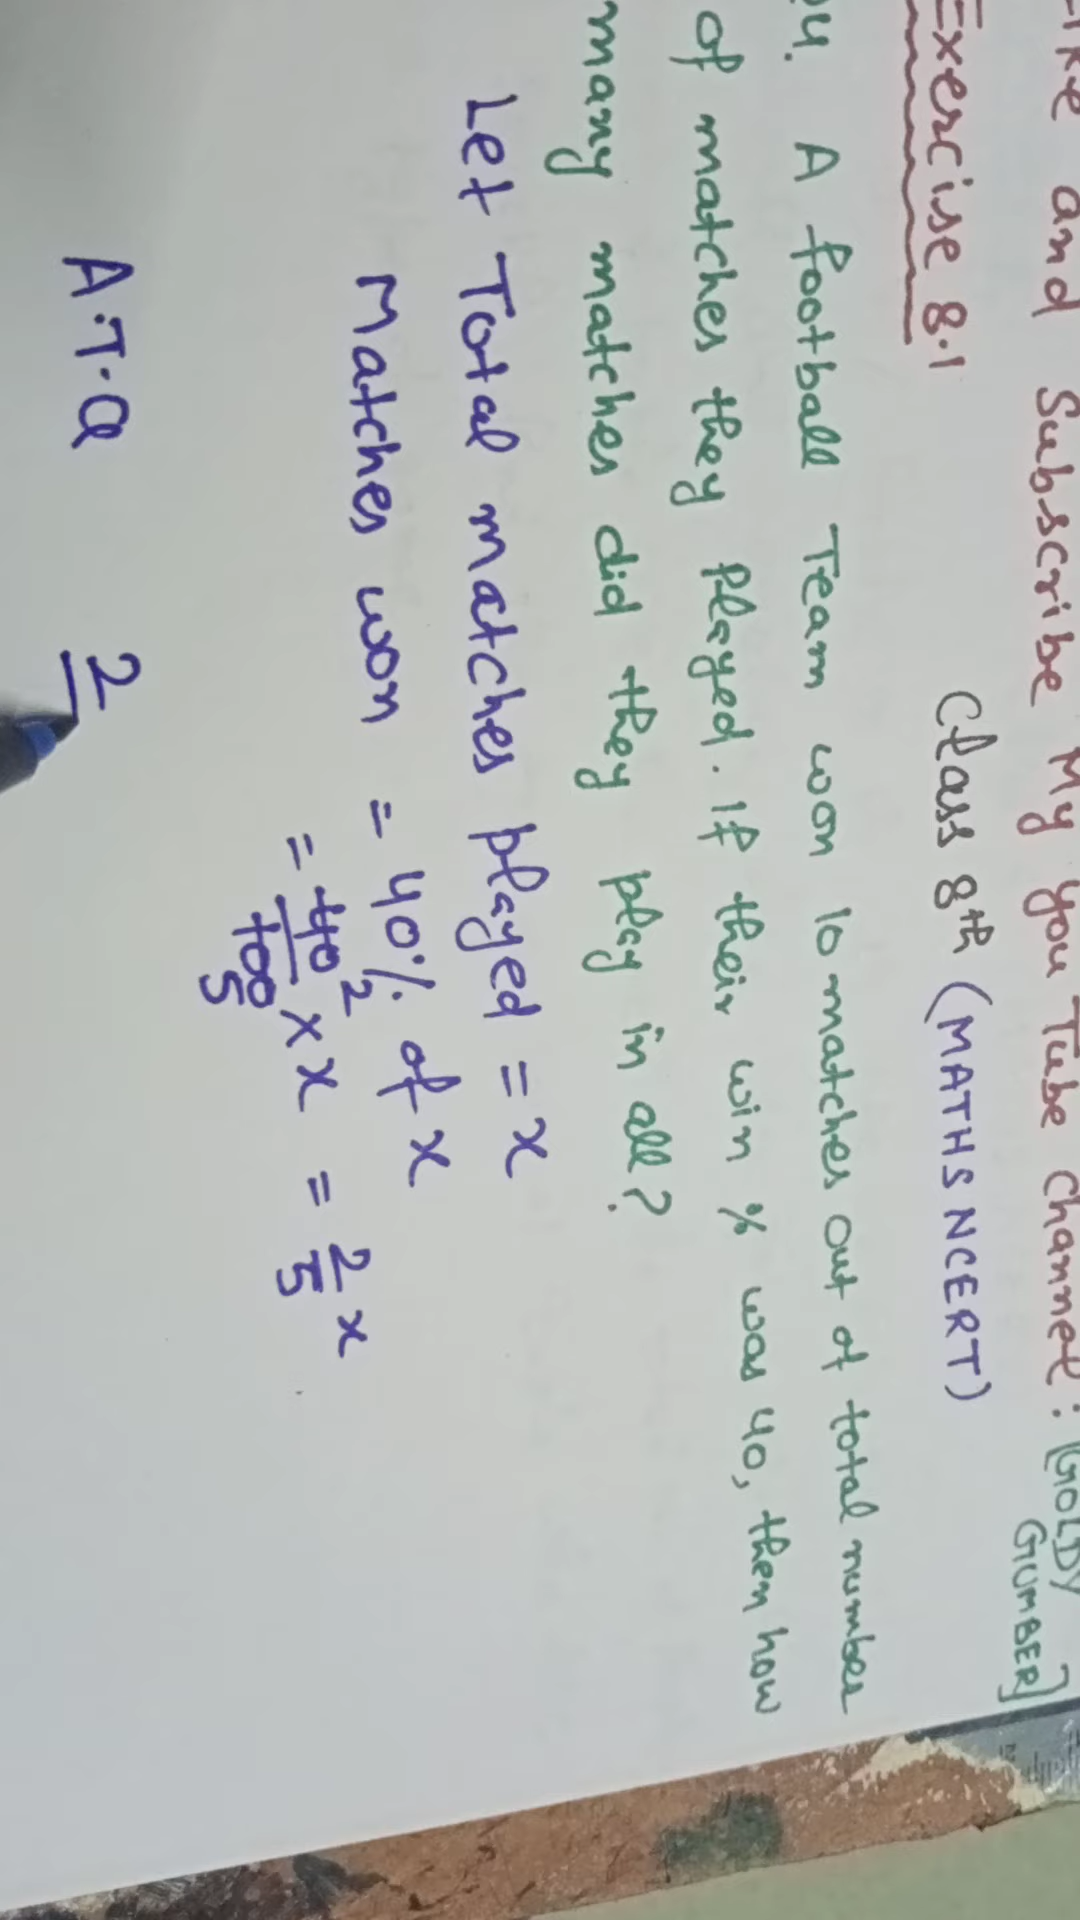 and Subscribe My you Tube channel : [GOLDY
GUMBER]
Exercise 8.1
Class 8th (MATHS NCERT)
4. A football Team won 10 matches out of total number
of matches they played. If their win % was 40, then how
many matches did they play in all?
Let Total matches played = x
Matches won = 40% of x
= 40/100 × x = 2/5 x
2
5
A.T.Q 2